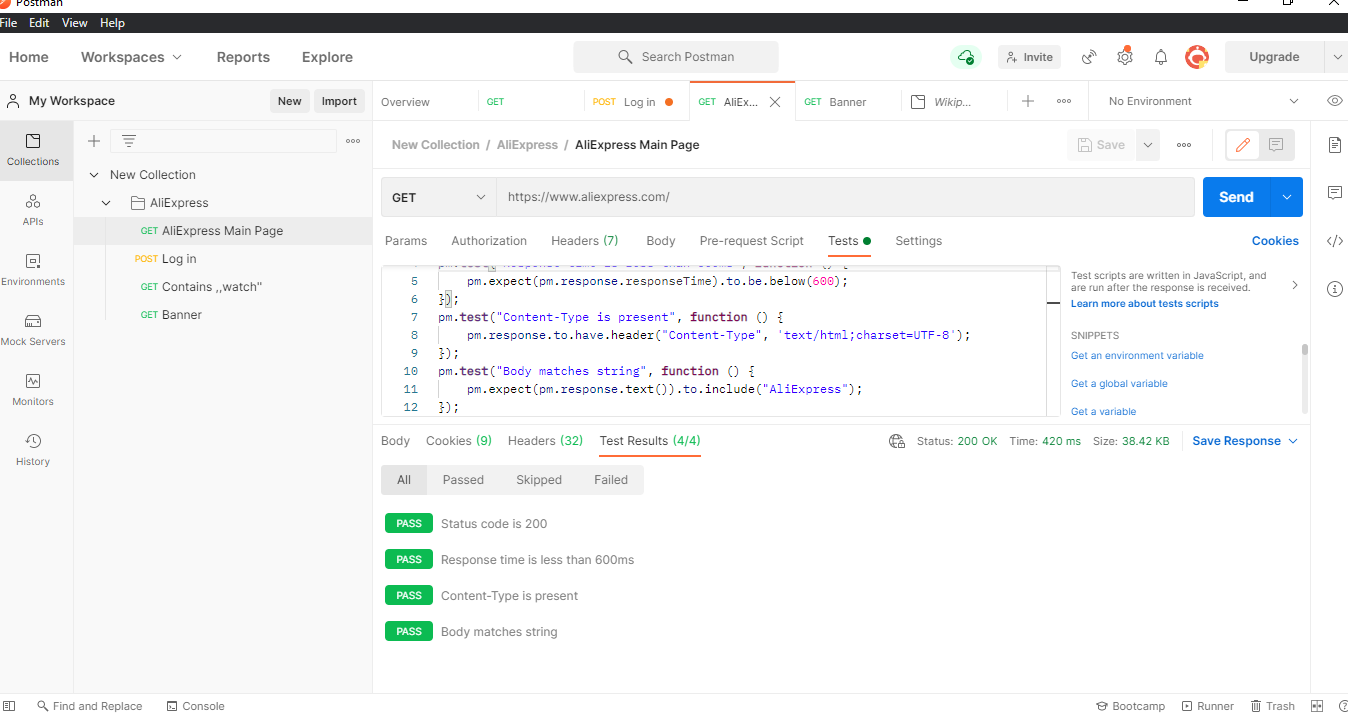 Postman
File Edit View Help
Home Workspaces Reports Explore Search Postman Invite Upgrade
My Workspace New Import Overview GET POST Log in GET AliEx... GET Banner Wikip... No Environment
Collections
APIs
Environments
Mock Servers
Monitors
History
New Collection
AliExpress
GET AliExpress Main Page
POST Log in
GET Contains ,,watch"
GET Banner
New Collection / AliExpress / AliExpress Main Page Save
GET https://www.aliexpress.com/ Send
Params Authorization Headers (7) Body Pre-request Script Tests Settings Cookies
5 pm.expect(pm.response.responseTime).to.be.below(600);
6 });
7 pm.test("Content-Type is present", function () {
8 pm.response.to.have.header("Content-Type", 'text/html;charset=UTF-8');
9 });
10 pm.test("Body matches string", function () {
11 pm.expect(pm.response.text()).to.include("AliExpress");
12 });
Test scripts are written in JavaScript, and
are run after the response is received.
Learn more about tests scripts
SNIPPETS
Get an environment variable
Get a global variable
Get a variable
Body Cookies (9) Headers (32) Test Results (4/4) Status: 200 OK Time: 420 ms Size: 38.42 KB Save Response
All Passed Skipped Failed
PASS Status code is 200
PASS Response time is less than 600ms
PASS Content-Type is present
PASS Body matches string
Find and Replace Console Bootcamp Runner Trash